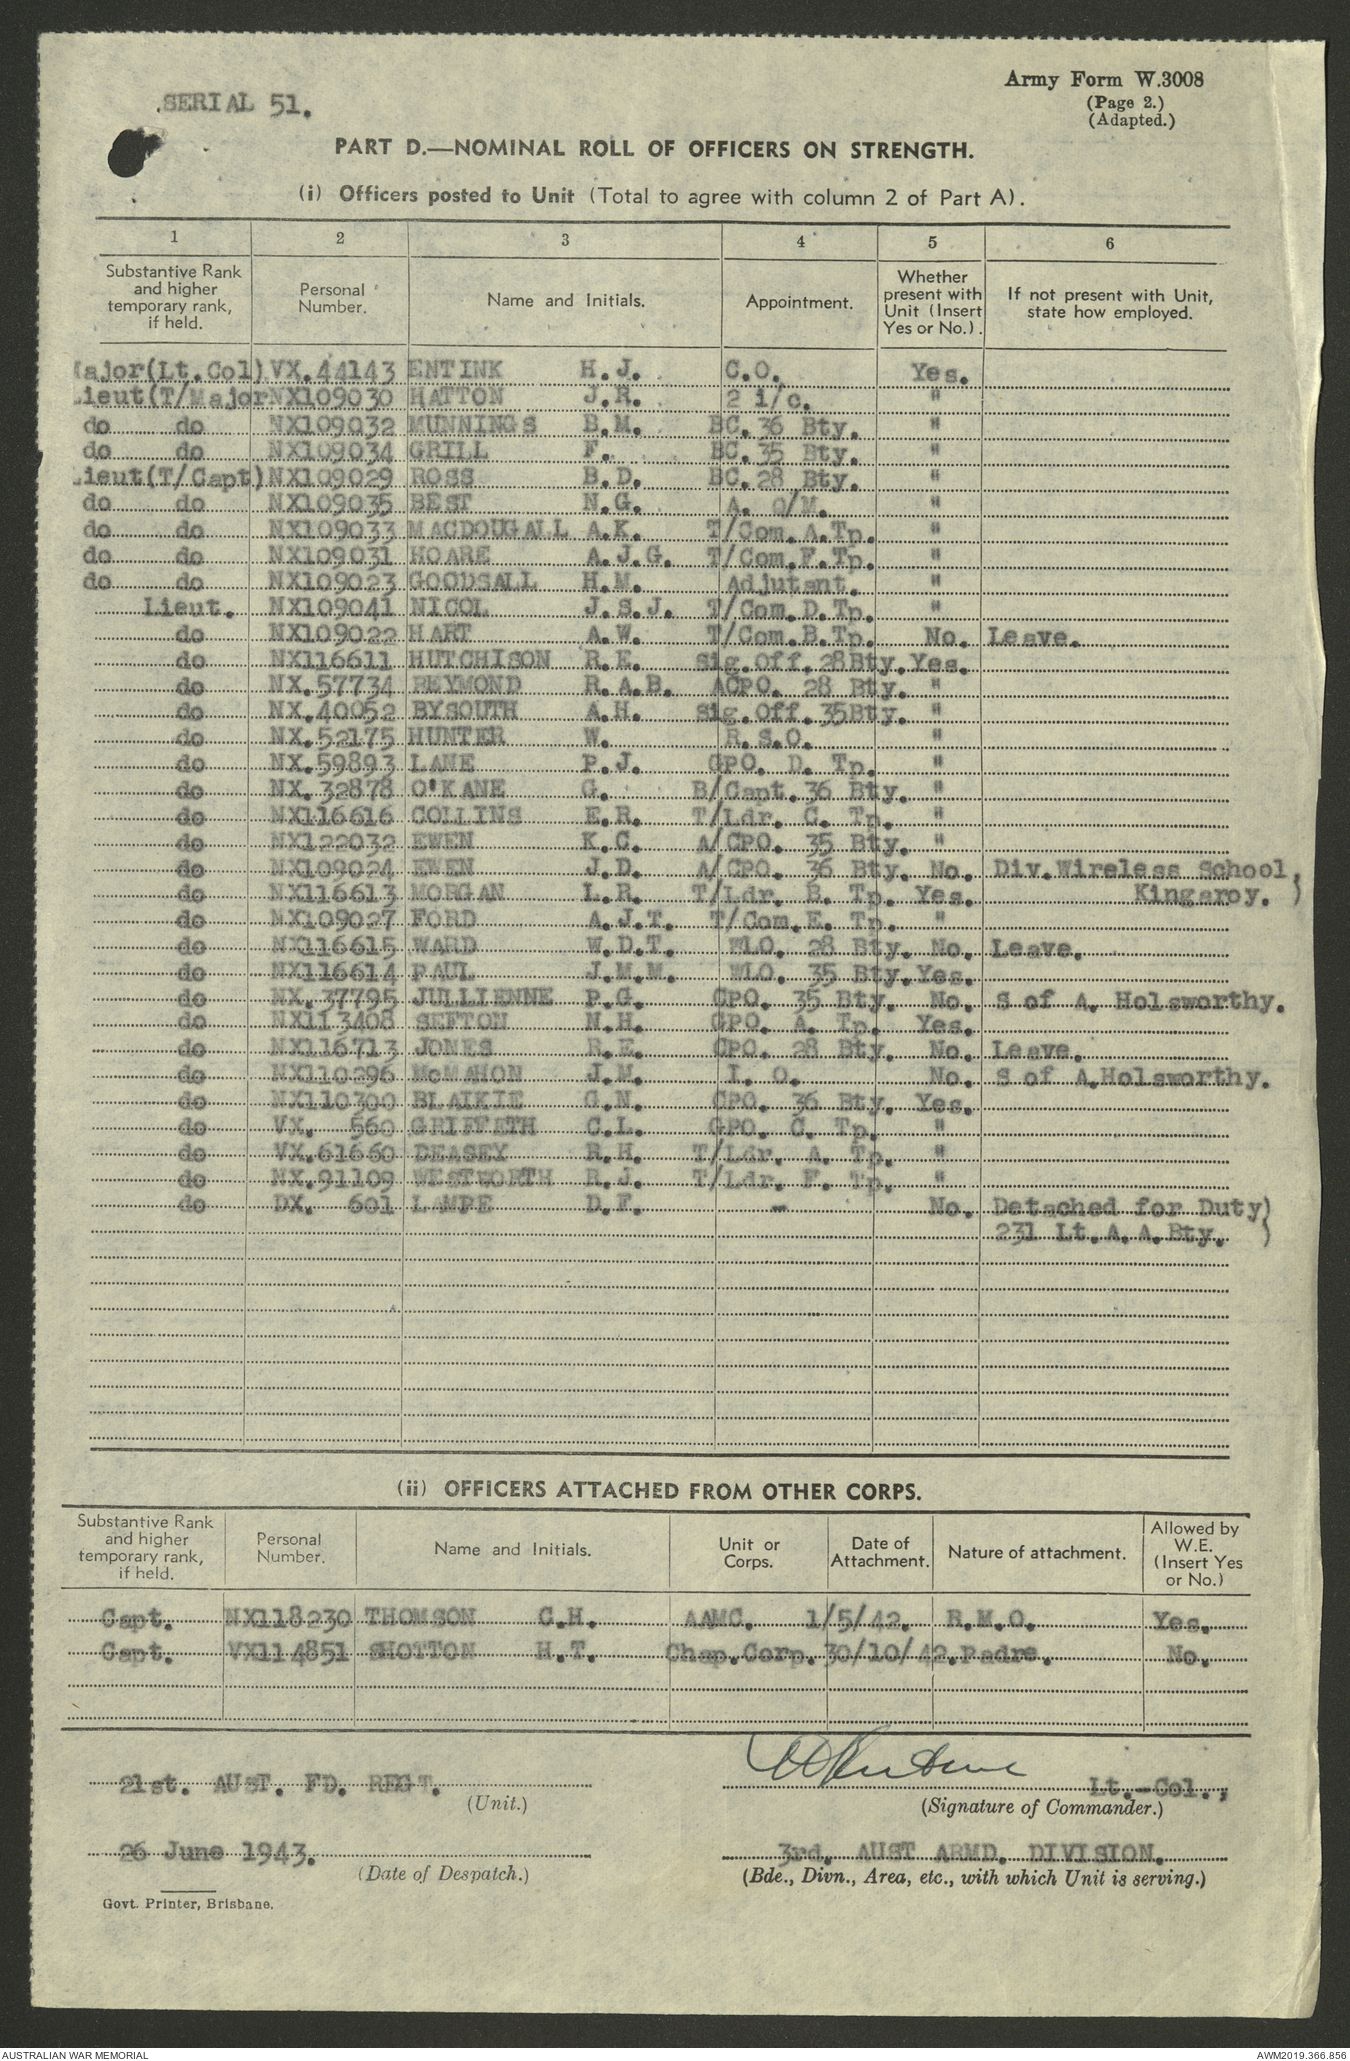 SERIAL 51.
Army Form W.3008
(Page 2.)
(Adapted.)
PART D.—NOMINAL ROLL OF OFFICERS ON STRENGTH.
(i) Officers posted to Unit (Total to agree with column 2 of Part A).
1 2 3 4 5 6
Substantive Rank and higher temporary rank, if held. Personal Number. Name and Initials. Appointment. Whether present with Unit (Insert Yes or No.). If not present with Unit, state how employed.
Major(Lt.Col) VX.44143 ENTINK H.J. C.O. Yes.
Lieut(T/Major NX109030 HATTON J.R. 2 i/c. "
do do NX109032 MUNNINGS B.M. BC.36 Bty. "
do do NX109034 GRILL F. BC.35 Bty. "
Lieut(T/Capt) NX109029 ROSS B.D. BC.28 Bty. "
do do NX109035 BEST N.G. A. Q/M. "
do do NX109033 MACDOUGALL A.K. T/Com.A.Tp. "
do do NX109031 HOARE A.J.G. T/Com.F.Tp. "
do do NX109023 GOODSALL H.M. Adjutant. "
Lieut. NX109041 NICOL J.S.J. T/Com.D.Tp. "
do NX109022 HART A.W. T/Com.B.Tp. No. Leave.
do NX116611 HUTCHISON R.E. Sig.Off.28Bty. Yes.
do NX.57734 REYMOND R.A.B. ACPO. 28 Bty. "
do NX.40052 BYSOUTH A.H. Sig.Off.35Bty. "
do NX.52175 HUNTER W. R.S.O. "
do NX.59893 LANE P.J. GPO. D. Tp. "
do NX.32878 O'KANE G. B/Capt.36 Bty. "
do NX116616 COLLINS E.R. T/Ldr. C. Tp. "
do NX122032 EWEN K.C. A/CPO. 35 Bty. "
do NX109024 EWEN J.D. A/CPO. 36 Bty. No. Div.Wireless School,
do NX116613 MORGAN L.R. T/Ldr. B. Tp. Yes. Kingaroy. )
do NX109027 FORD A.J.T. T/Com.E. Tp. "
do NX116615 WARD W.D.T. WLO. 28 Bty. No. Leave.
do NX116614 PAUL J.M.M. WLO. 35 Bty. Yes.
do NX.37795 JULLIENNE P.G. CPO. 35 Bty. No. S of A. Holsworthy.
do NX113408 SEFTON N.H. GPO. A. Tp. Yes.
do NX116713 JONES R.E. CPO. 28 Bty. No. Leave.
do NX110296 McMAHON J.M. I. O. No. S of A.Holsworthy.
do NX110300 BLAIKIE G.N. CPO. 36 Bty. Yes.
do VX. 560 GRIFFETH C.L. GPO. C. Tp. "
do VX.61660 DEASEY R.H. T/Ldr. A. Tp. "
do NX.91109 WESTWORTH R.J. T/Ldr. F. Tp. "
do DX. 601 LAMPE D.F. - No. Detached for Duty)
231 Lt.A.A.Bty. )
(ii) OFFICERS ATTACHED FROM OTHER CORPS.
Substantive Rank and higher temporary rank, if held. Personal Number. Name and Initials. Unit or Corps. Date of Attachment. Nature of attachment. Allowed by W.E. (Insert Yes or No.)
Capt. NX118230 THOMSON C.H. AAMC. 1/5/42. R.M.O. Yes.
Capt. VX114851 SHOTTON H.T. Chap.Corp. 30/10/42. Padre. No.
21st. AUST. FD. REGT.
(Unit.)
Lt.-Col.,
(Signature of Commander.)
26 June 1943.
(Date of Despatch.)
3rd. AUST ARMD. DIVISION.
(Bde., Divn., Area, etc., with which Unit is serving.)
Govt. Printer, Brisbane.
AUSTRALIAN WAR MEMORIAL
AWM2019.366.856